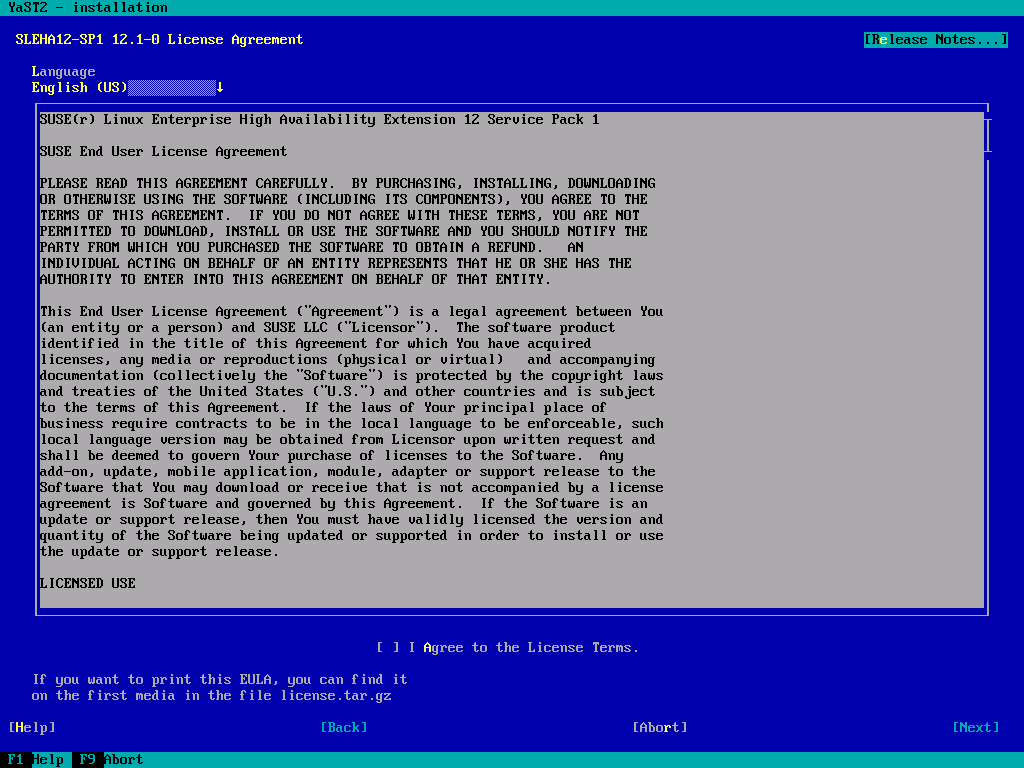 YaST2 - installation
SLEHA12-SP1 12.1-0 License Agreement
[Release Notes...]
Language
English (US)↓
SUSE(r) Linux Enterprise High Availability Extension 12 Service Pack 1
SUSE End User License Agreement
PLEASE READ THIS AGREEMENT CAREFULLY.  BY PURCHASING, INSTALLING, DOWNLOADING
OR OTHERWISE USING THE SOFTWARE (INCLUDING ITS COMPONENTS), YOU AGREE TO THE
TERMS OF THIS AGREEMENT.  IF YOU DO NOT AGREE WITH THESE TERMS, YOU ARE NOT
PERMITTED TO DOWNLOAD, INSTALL OR USE THE SOFTWARE AND YOU SHOULD NOTIFY THE
PARTY FROM WHICH YOU PURCHASED THE SOFTWARE TO OBTAIN A REFUND.   AN
INDIVIDUAL ACTING ON BEHALF OF AN ENTITY REPRESENTS THAT HE OR SHE HAS THE
AUTHORITY TO ENTER INTO THIS AGREEMENT ON BEHALF OF THAT ENTITY.
This End User License Agreement ("Agreement") is a legal agreement between You
(an entity or a person) and SUSE LLC ("Licensor").  The software product
identified in the title of this Agreement for which You have acquired
licenses, any media or reproductions (physical or virtual)   and accompanying
documentation (collectively the "Software") is protected by the copyright laws
and treaties of the United States ("U.S.") and other countries and is subject
to the terms of this Agreement.  If the laws of Your principal place of
business require contracts to be in the local language to be enforceable, such
local language version may be obtained from Licensor upon written request and
shall be deemed to govern Your purchase of licenses to the Software.  Any
add-on, update, mobile application, module, adapter or support release to the
Software that You may download or receive that is not accompanied by a license
agreement is Software and governed by this Agreement.  If the Software is an
update or support release, then You must have validly licensed the version and
quantity of the Software being updated or supported in order to install or use
the update or support release.
LICENSED USE
[ ] I Agree to the License Terms.
If you want to print this EULA, you can find it
on the first media in the file license.tar.gz
[Help]
[Back]
[Abort]
[Next]
F1 Help F9 Abort